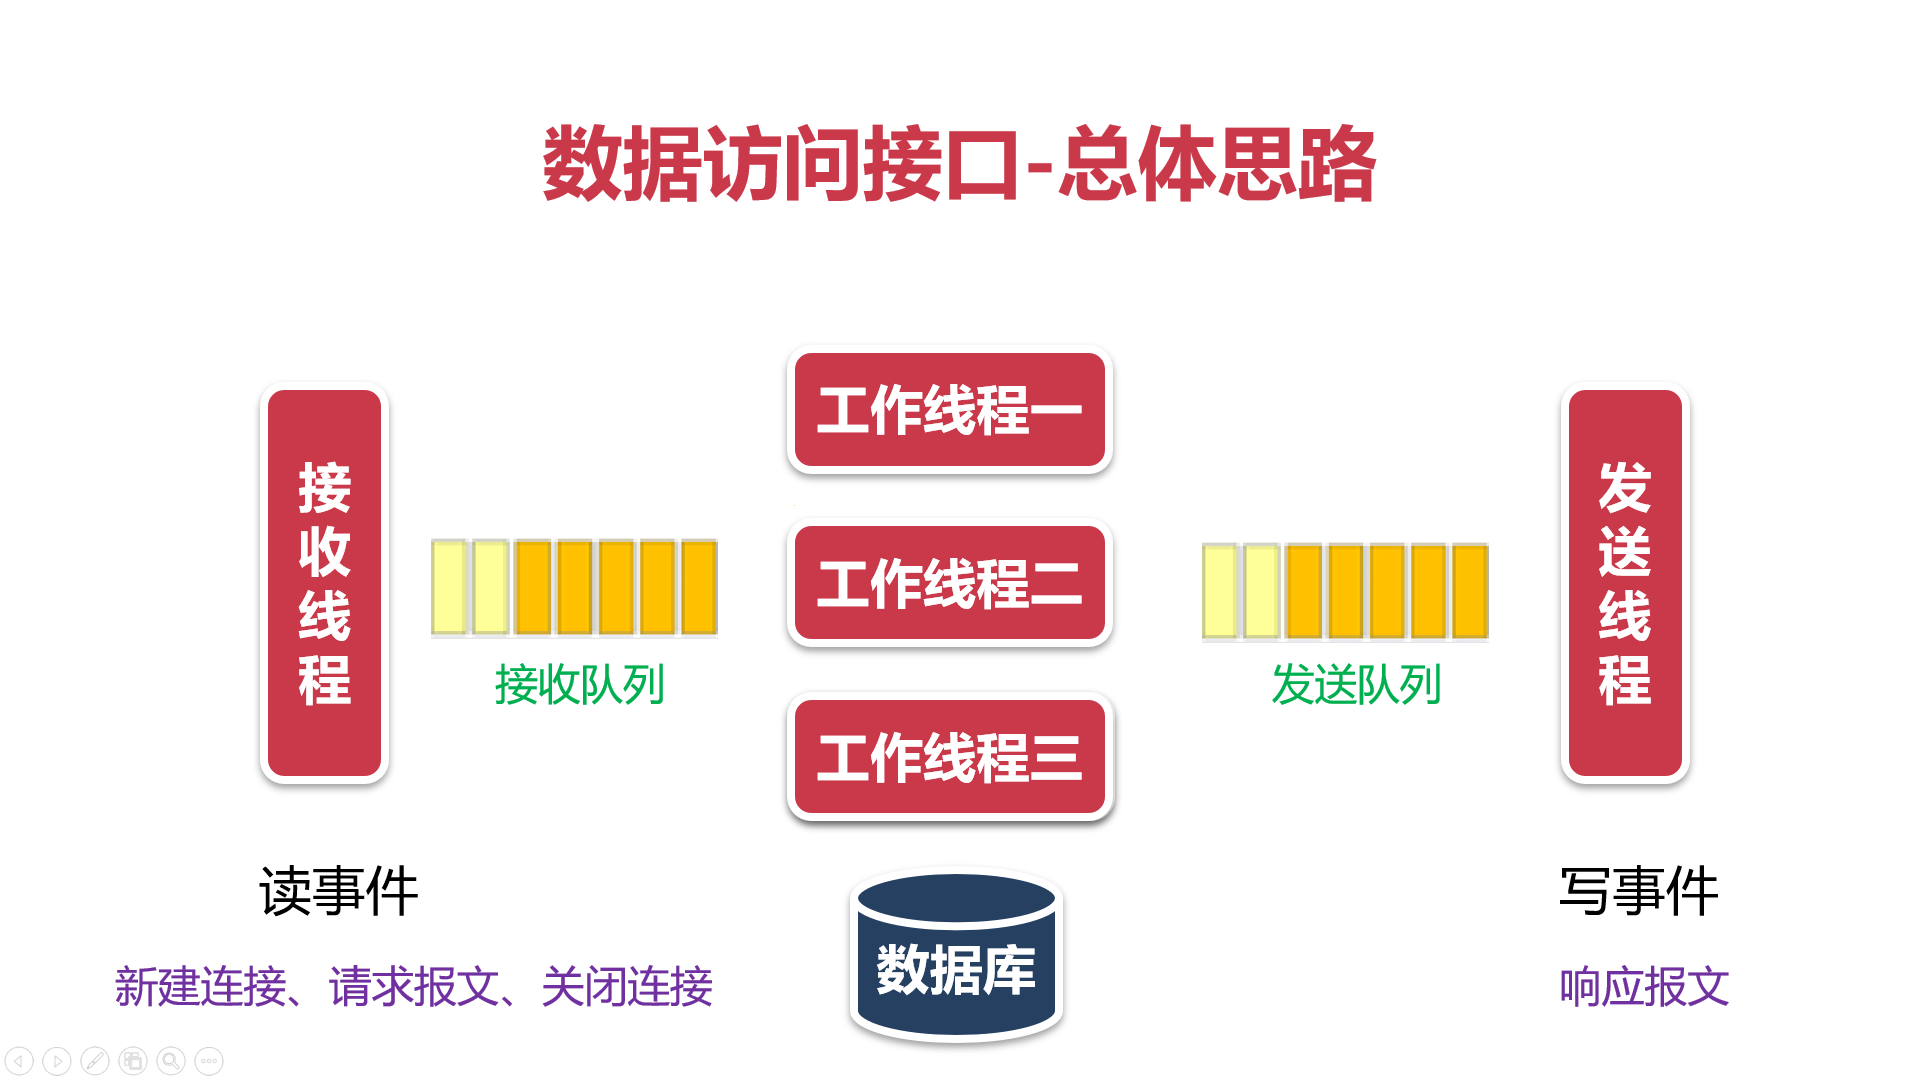 数据访问接口-总体思路
接收线程
接收队列
工作线程一
工作线程二
工作线程三
数据库
发送队列
发送线程
读事件
新建连接、请求报文、关闭连接
写事件
响应报文